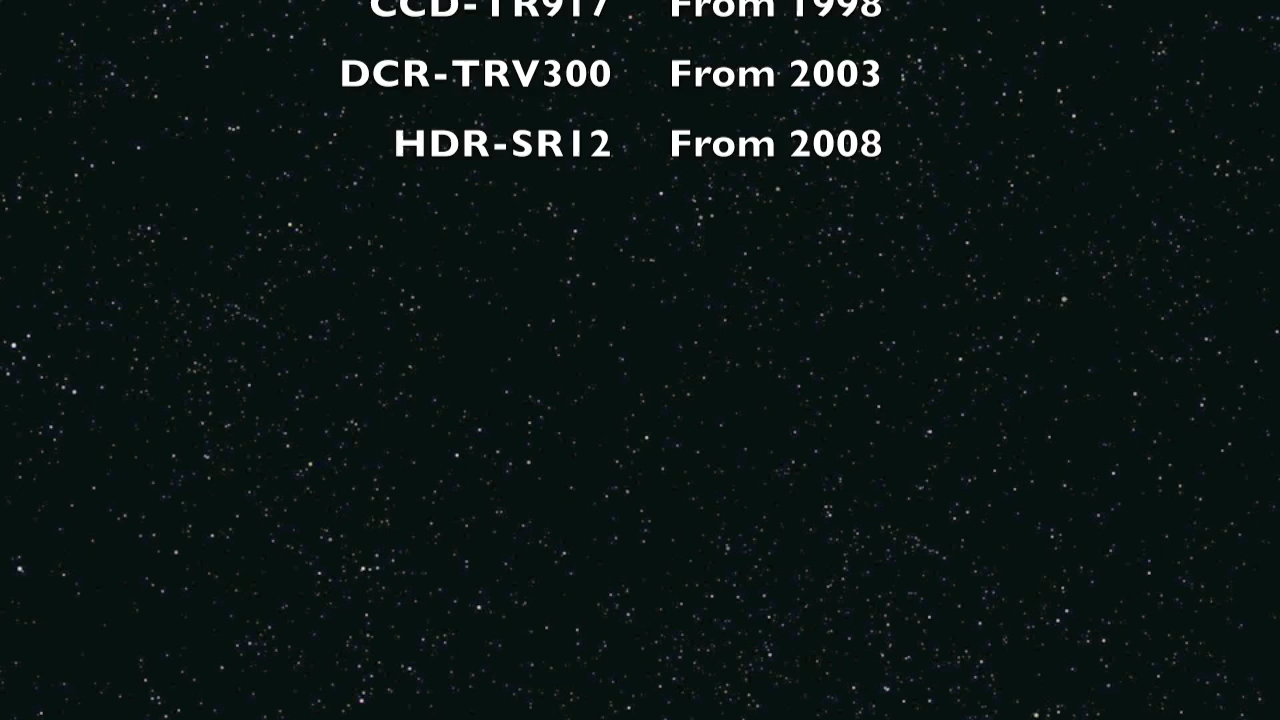 CCD-TR917 From 1998
DCR-TRV300 From 2003
HDR-SR12 From 2008